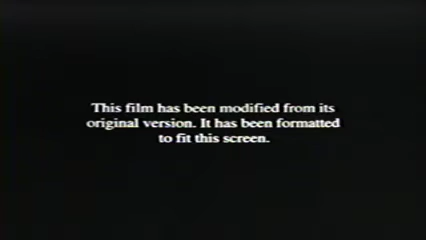 This film has been modified from its
original version. It has been formatted
to fit this screen.